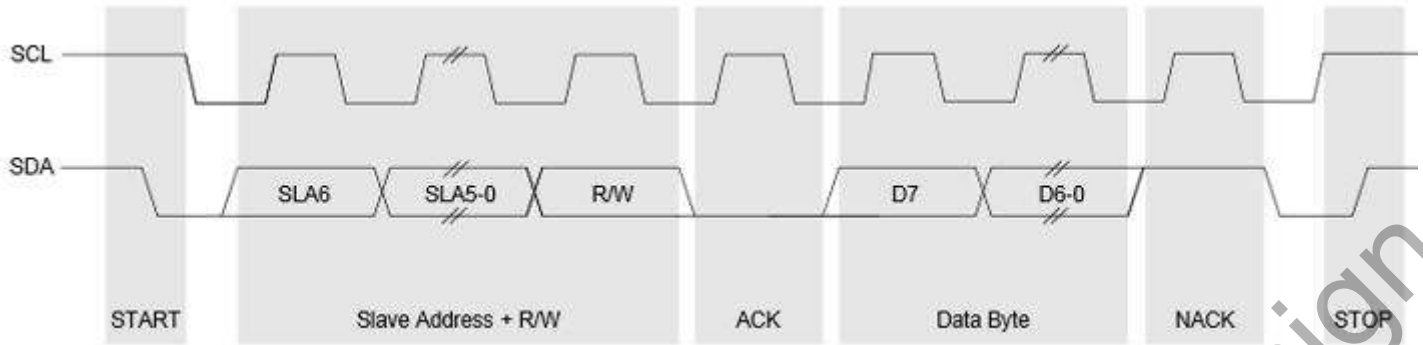 SCL
SDA
SLA6 SLA5-0 R/W D7 D6-0
START Slave Address + R/W ACK Data Byte NACK STOP